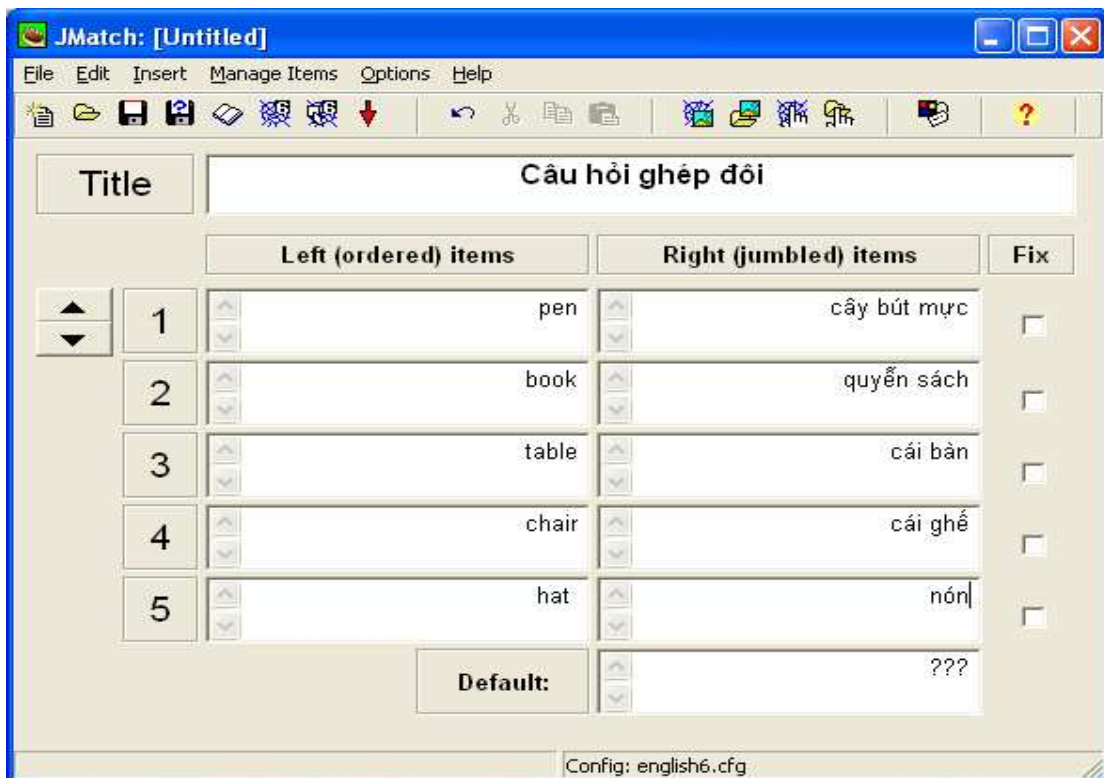 JMatch: [Untitled]
File Edit Insert Manage Items Options Help
Title Câu hỏi ghép đôi
Left (ordered) items Right (jumbled) items Fix
1 pen cây bút mực
2 book quyễn sách
3 table cái bàn
4 chair cái ghế
5 hat nón
Default: ???
Config: english6.cfg